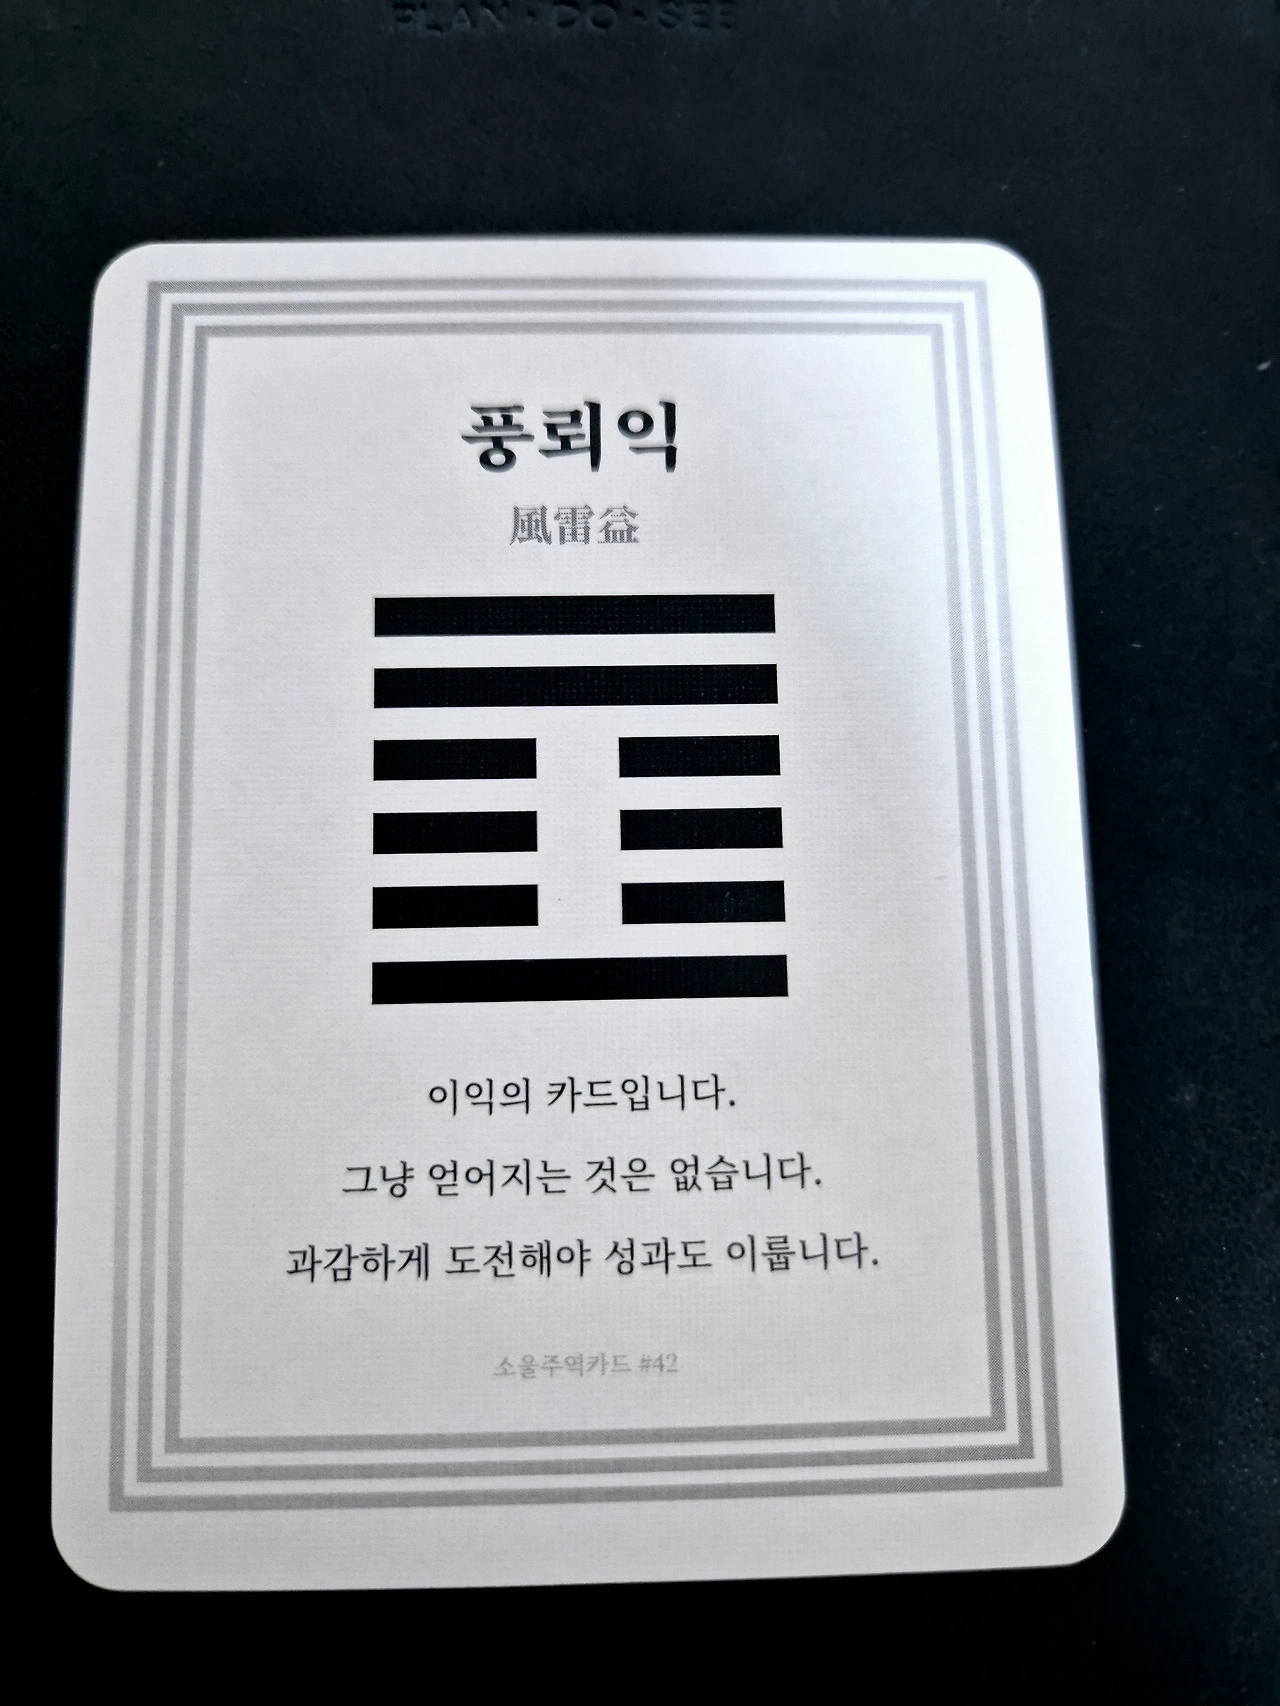 PLAN · DO · SEE
풍뢰익
風雷益
이익의 카드입니다.
그냥 얻어지는 것은 없습니다.
과감하게 도전해야 성과도 이룹니다.
소울주역카드 #42